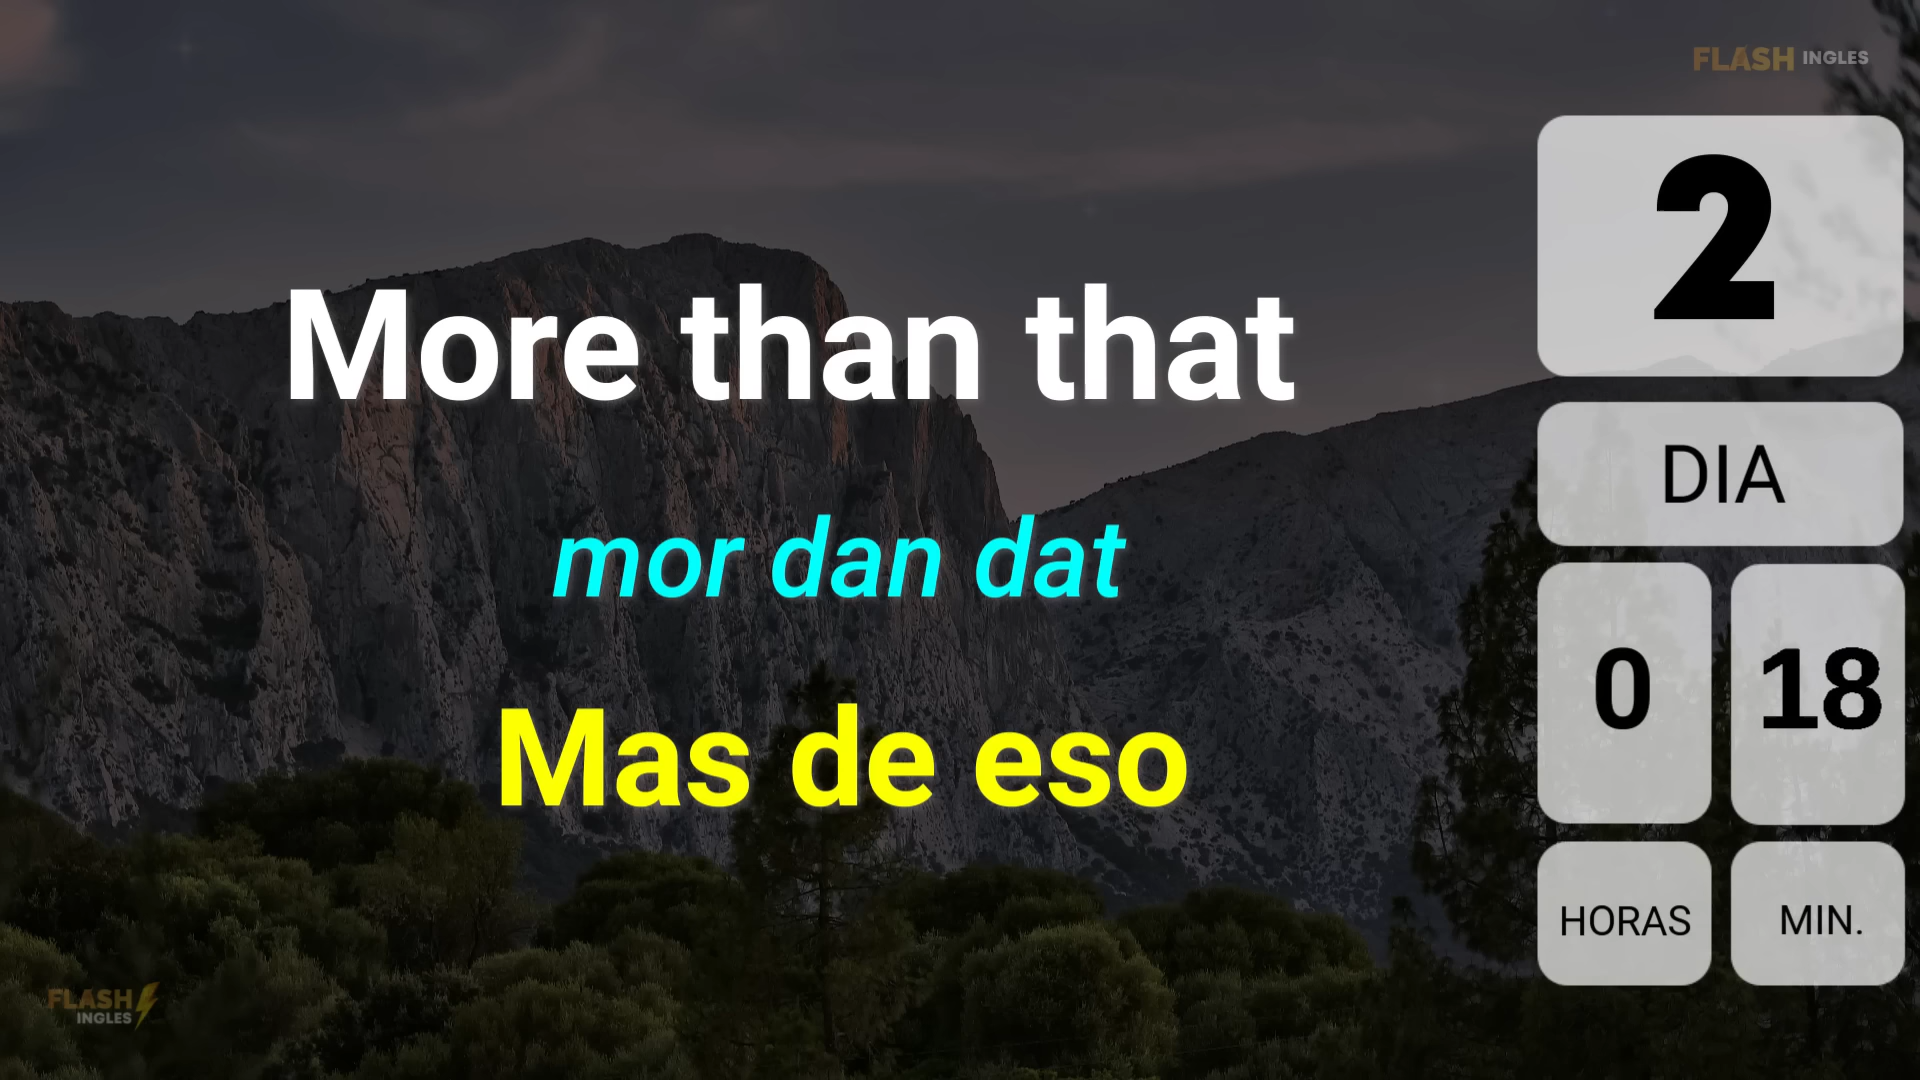 FLASH INGLES
2
DIA
More than that
mor dan dat
Mas de eso
0 18
HORAS MIN.
FLASH
INGLES